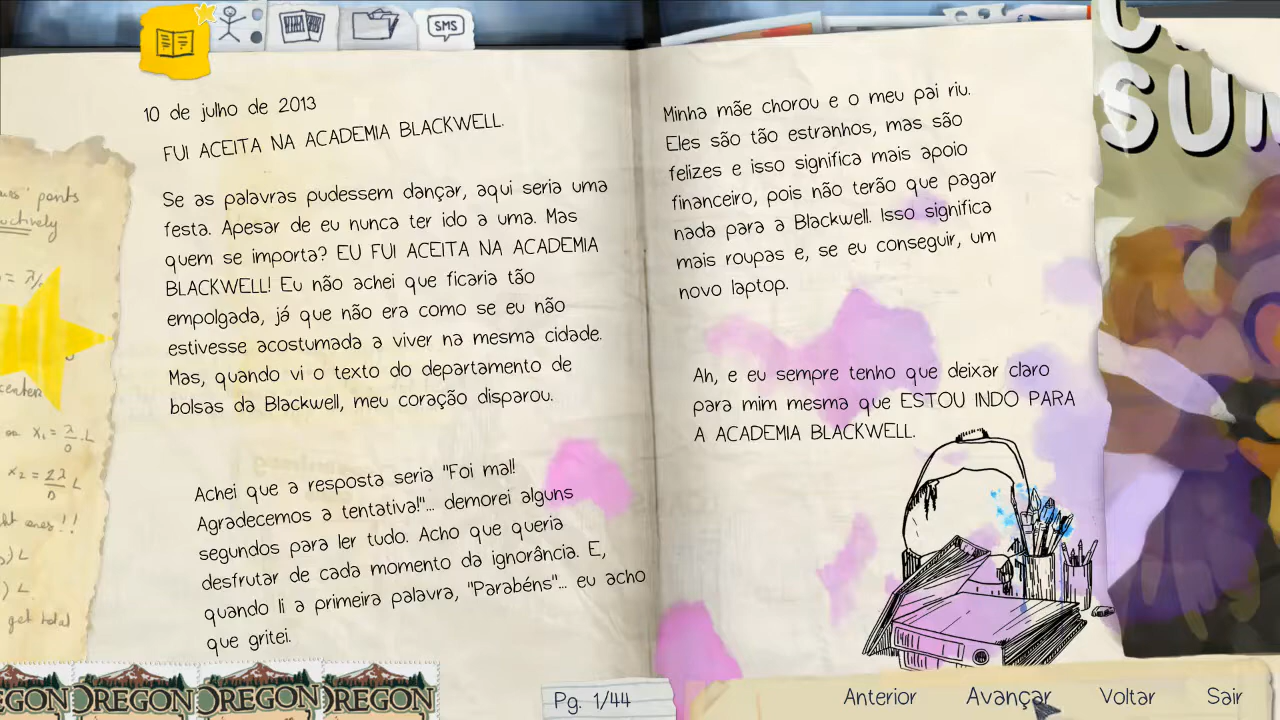 SMS
10 de julho de 2013
FUI ACEITA NA ACADEMIA BLACKWELL.
Se as palavras pudessem dançar, aqui seria uma
festa. Apesar de eu nunca ter ido a uma. Mas
quem se importa? EU FUI ACEITA NA ACADEMIA
BLACKWELL! Eu não achei que ficaria tão
empolgada, já que não era como se eu não
estivesse acostumada a viver na mesma cidade.
Mas, quando vi o texto do departamento de
bolsas da Blackwell, meu coração disparou.
Achei que a resposta seria "Foi mal!
Agradecemos a tentativa!"... demorei alguns
segundos para ler tudo. Acho que queria
desfrutar de cada momento da ignorância. E,
quando li a primeira palavra, "Parabéns"... eu acho
que gritei.
Minha mãe chorou e o meu pai riu.
Eles são tão estranhos, mas são
felizes e isso significa mais apoio
financeiro, pois não terão que pagar
nada para a Blackwell. Isso significa
mais roupas e, se eu conseguir, um
novo laptop.
Ah, e eu sempre tenho que deixar claro
para mim mesma que ESTOU INDO PARA
A ACADEMIA BLACKWELL.
points
get total
EGON OREGON OREGON OREGON
Pg. 1/44
Anterior Avançar Voltar Sair